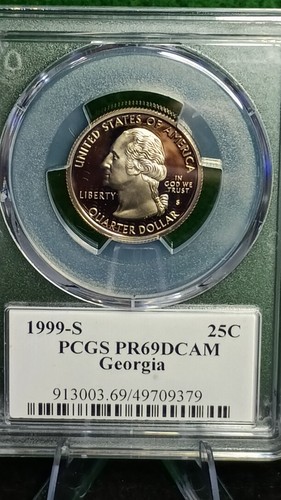 UNITED STATES OF AMERICA
LIBERTY
IN
GOD WE
TRUST
S
QUARTER DOLLAR
1999-S 25C
PCGS PR69DCAM
Georgia
913003.69/49709379